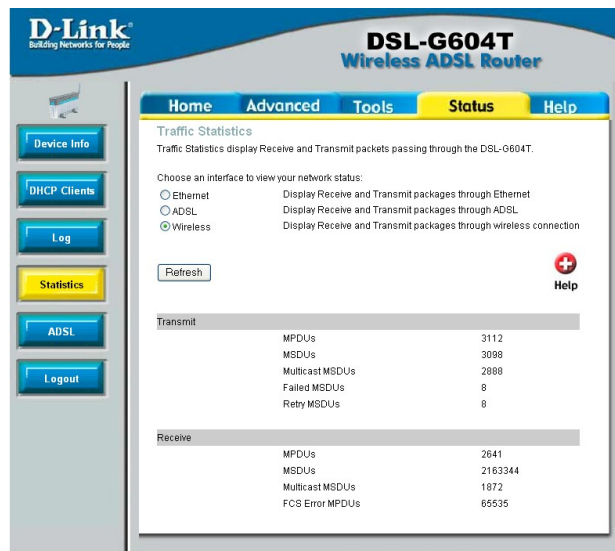 D-Link
Building Networks for People
DSL-G604T
Wireless ADSL Router
Home Advanced Tools Status Help
Device Info
DHCP Clients
Log
Statistics
ADSL
Logout
Traffic Statistics
Traffic Statistics display Receive and Transmit packets passing through the DSL-G604T.
Choose an interface to view your network status:
Ethernet Display Receive and Transmit packages through Ethernet
ADSL Display Receive and Transmit packages through ADSL
Wireless Display Receive and Transmit packages through wireless connection
Refresh
Help
Transmit
MPDUs 3112
MSDUs 3098
Multicast MSDUs 2888
Failed MSDUs 8
Retry MSDUs 8
Receive
MPDUs 2641
MSDUs 2163344
Multicast MSDUs 1872
FCS Error MPDUs 65535